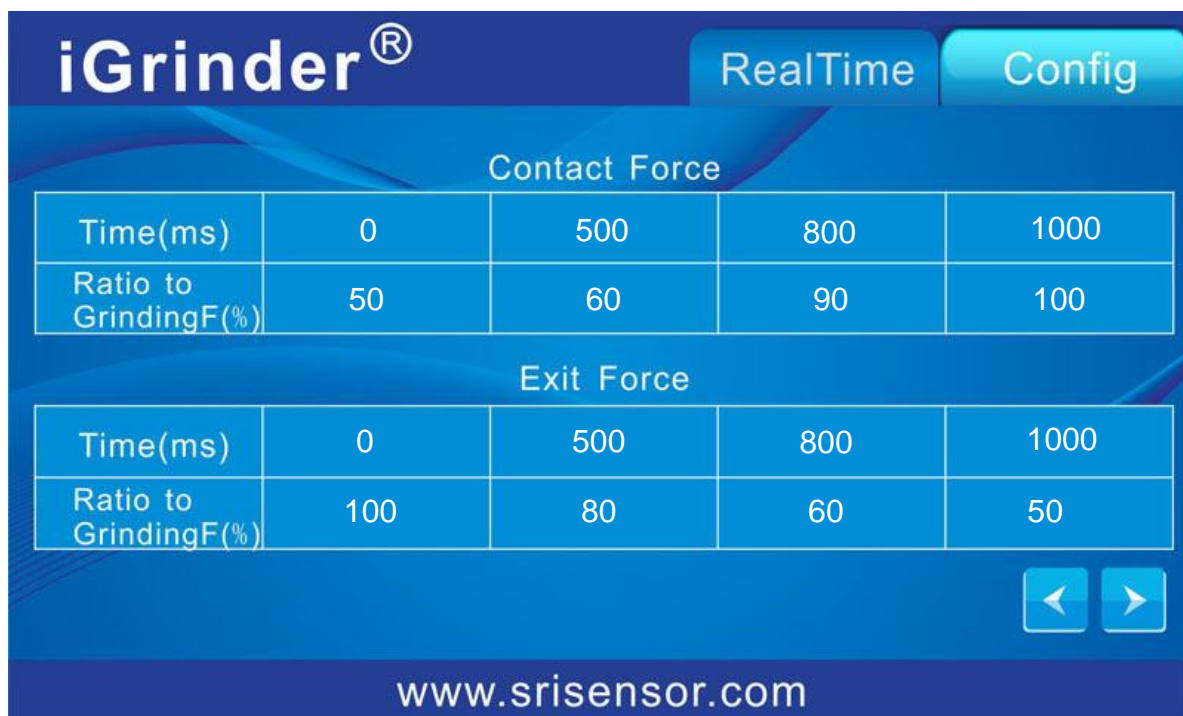 iGrinder®
RealTime Config
Contact Force
Time(ms) 0 500 800 1000
Ratio to
GrindingF(%) 50 60 90 100
Exit Force
Time(ms) 0 500 800 1000
Ratio to
GrindingF(%) 100 80 60 50
www.srisensor.com